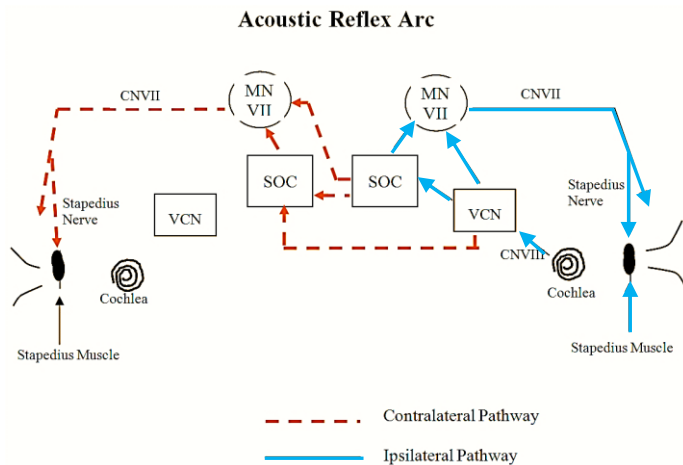 Acoustic Reflex Arc
CNVII
MN
VII
MN
VII
CNVII
SOC
SOC
Stapedius
Nerve
VCN
VCN
Stapedius
Nerve
CNVIII
Cochlea
Cochlea
Stapedius Muscle
Stapedius Muscle
Contralateral Pathway
Ipsilateral Pathway